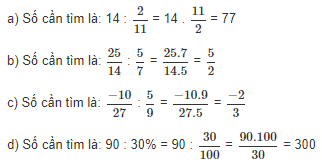 a) Số cần tìm là: 14 : 2/11 = 14 . 11/2 = 77
b) Số cần tìm là: 25/14 : 5/7 = 25.7/14.5 = 5/2
c) Số cần tìm là: −10/27 : 5/9 = −10.9/27.5 = −2/3
d) Số cần tìm là: 90 : 30% = 90 : 30/100 = 90.100/30 = 300